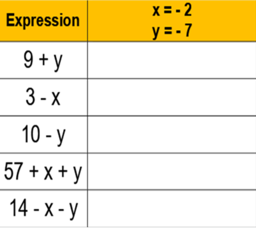 Expression
x = - 2
y = - 7
9 + y
3 - x
10 - y
57 + x + y
14 - x - y